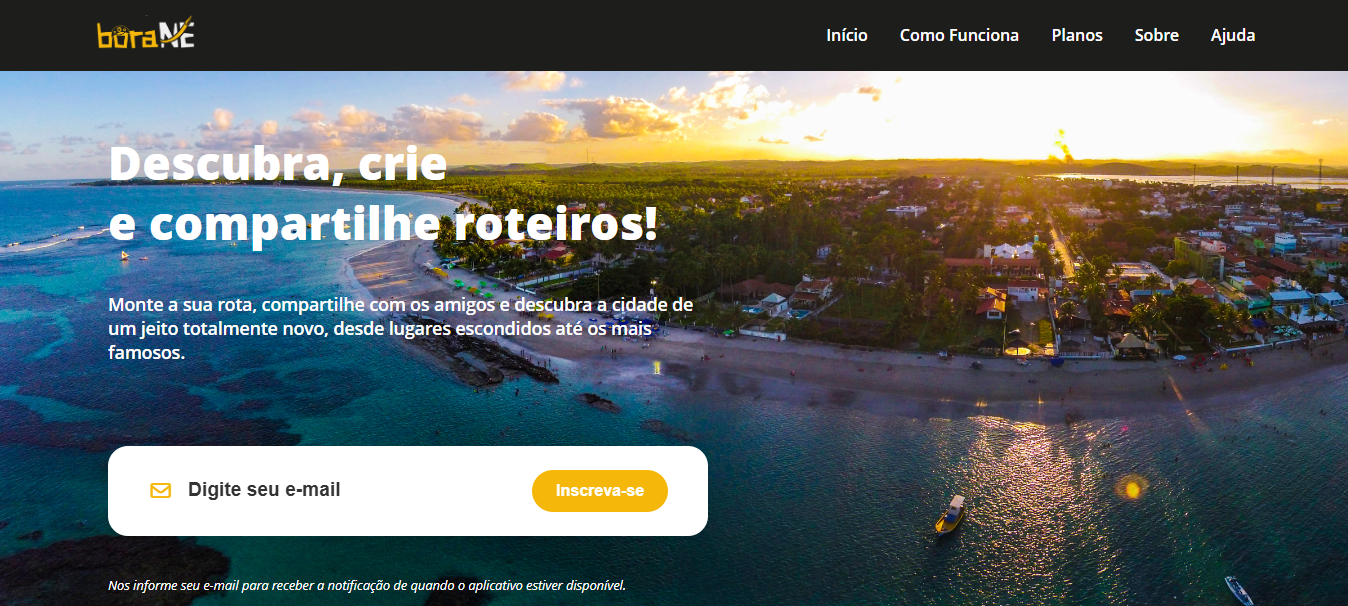 boraNE
Início Como Funciona Planos Sobre Ajuda
Descubra, crie
e compartilhe roteiros!
Monte a sua rota, compartilhe com os amigos e descubra a cidade de
um jeito totalmente novo, desde lugares escondidos até os mais
famosos.
Digite seu e-mail Inscreva-se
Nos informe seu e-mail para receber a notificação de quando o aplicativo estiver disponível.